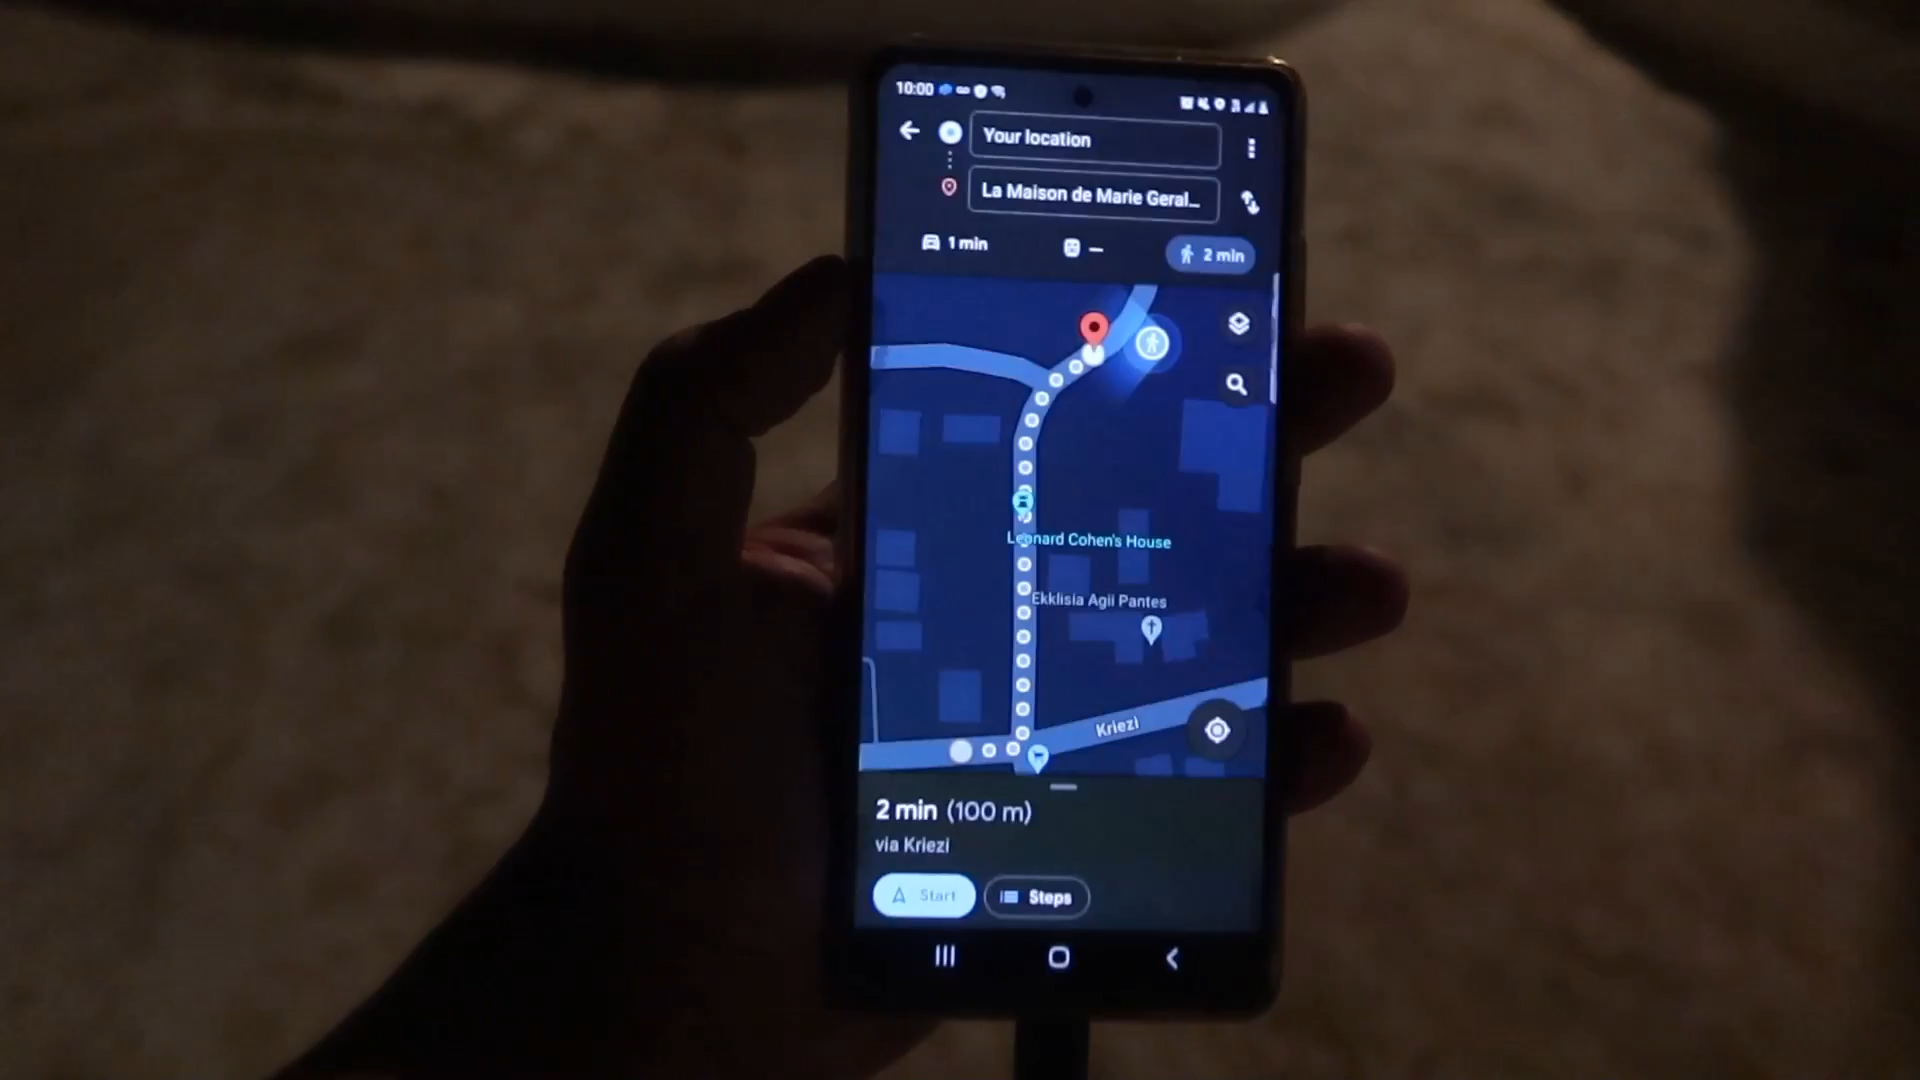 10:00
Your location
La Maison de Marie Geral...
1 min
—
2 min
Leonard Cohen's House
Ekklisia Agii Pantes
Kriezi
2 min (100 m)
via Kriezi
Start
Steps